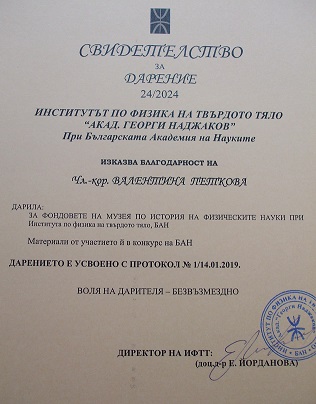 СВИДЕТЕЛСТВО
ЗА
ДАРЕНИЕ
24/2024
ИНСТИТУТЪТ ПО ФИЗИКА НА ТВЪРДОТО ТЯЛО
“АКАД. ГЕОРГИ НАДЖАКОВ”
При Българската Академия на Науките
ИЗКАЗВА БЛАГОДАРНОСТ НА
Чл.-кор. ВАЛЕНТИНА ПЕТКОВА
ДАРИЛА:
ЗА ФОНДОВЕТЕ НА МУЗЕЯ ПО ИСТОРИЯ НА ФИЗИЧЕСКИТЕ НАУКИ ПРИ
Института по физика на твърдото тяло, БАН
Материали от участието й в конкурс на БАН
ДАРЕНИЕТО Е УСВОЕНО С ПРОТОКОЛ № 1/14.01.2019.
ВОЛЯ НА ДАРИТЕЛЯ – БЕЗВЪЗМЕЗДНО
ДИРЕКТОР НА ИФТТ:
(доц.д-р Е. ЙОРДАНОВА)